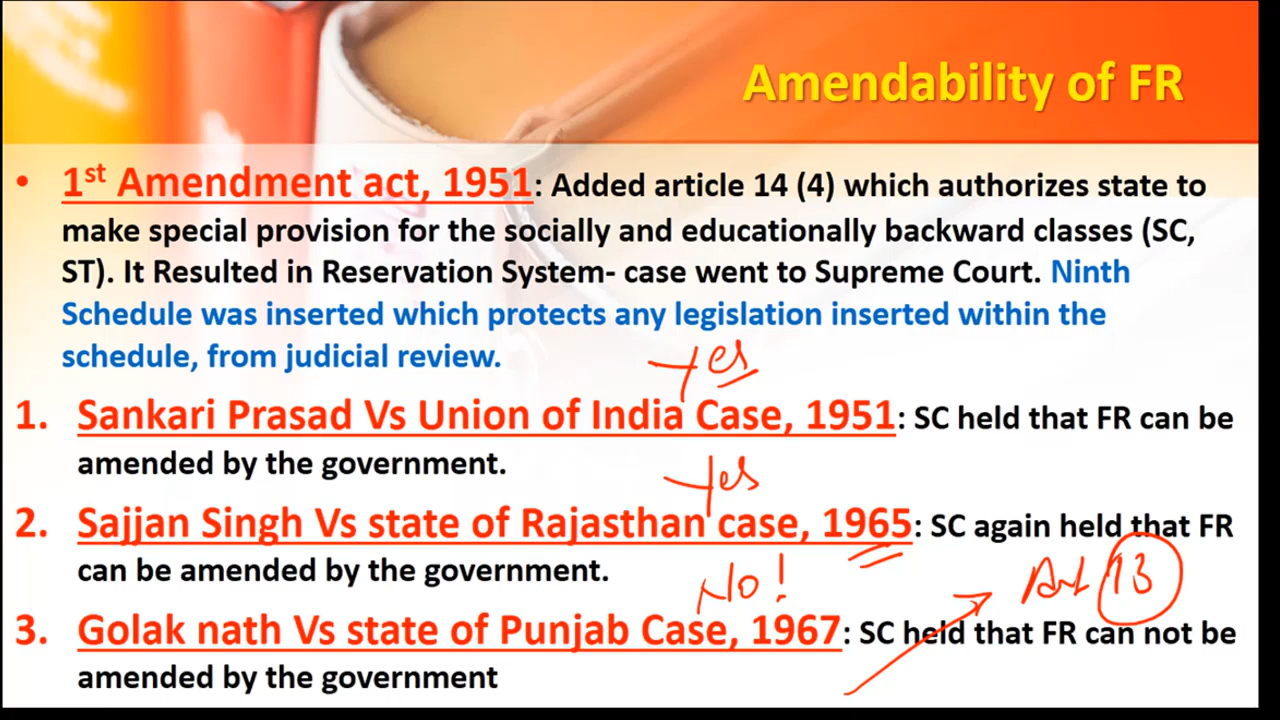 Amendability of FR
• 1st Amendment act, 1951: Added article 14 (4) which authorizes state to
make special provision for the socially and educationally backward classes (SC,
ST). It Resulted in Reservation System- case went to Supreme Court. Ninth
Schedule was inserted which protects any legislation inserted within the
schedule, from judicial review.
Yes
1. Sankari Prasad Vs Union of India Case, 1951: SC held that FR can be
amended by the government.
Yes
2. Sajjan Singh Vs state of Rajasthan case, 1965: SC again held that FR
can be amended by the government.
No! Art 13
3. Golak nath Vs state of Punjab Case, 1967: SC held that FR can not be
amended by the government